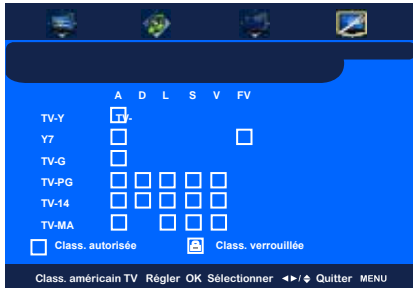 A D L S V FV
TV-Y TV-
Y7
TV-G
TV-PG
TV-14
TV-MA
Class. autorisée Class. verrouillée
Class. américain TV Régler OK Sélectionner ◄►/ ♦ Quitter MENU